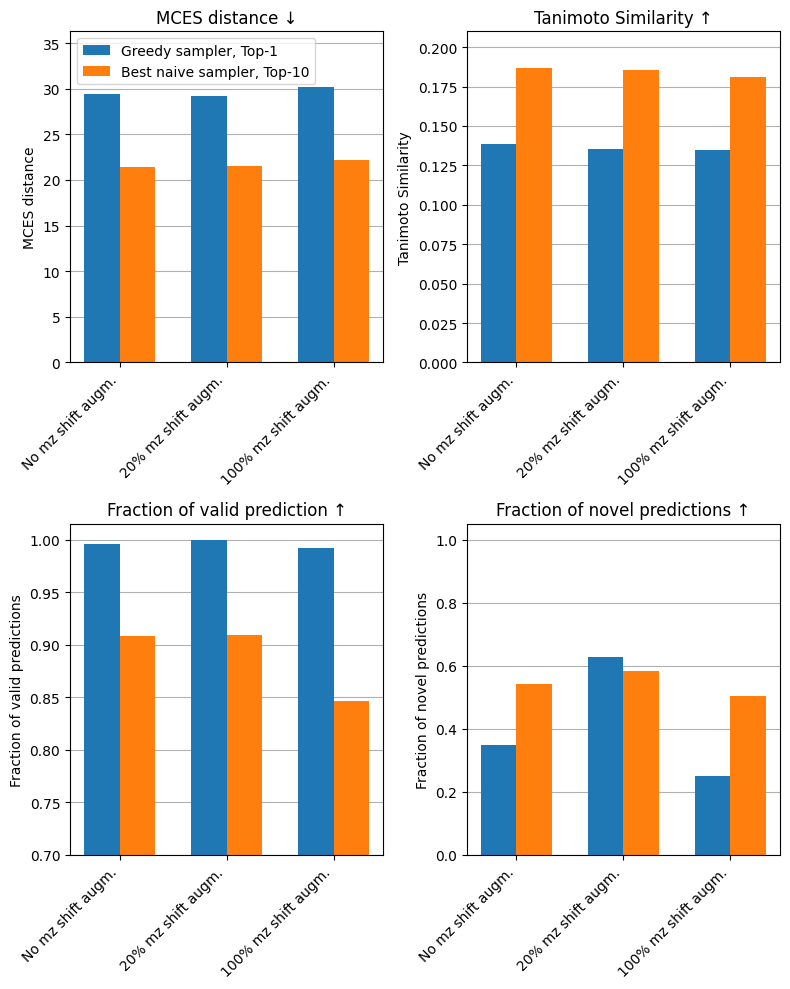 MCES distance ↓
35
30
25
20
15
10
5
0
MCES distance
Greedy sampler, Top-1
Best naive sampler, Top-10
No mz shift augm.
20% mz shift augm.
100% mz shift augm.
Tanimoto Similarity ↑
0.200
0.175
0.150
0.125
0.100
0.075
0.050
0.025
0.000
Tanimoto Similarity
No mz shift augm.
20% mz shift augm.
100% mz shift augm.
Fraction of valid prediction ↑
1.00
0.95
0.90
0.85
0.80
0.75
0.70
Fraction of valid predictions
No mz shift augm.
20% mz shift augm.
100% mz shift augm.
Fraction of novel predictions ↑
1.0
0.8
0.6
0.4
0.2
0.0
Fraction of novel predictions
No mz shift augm.
20% mz shift augm.
100% mz shift augm.